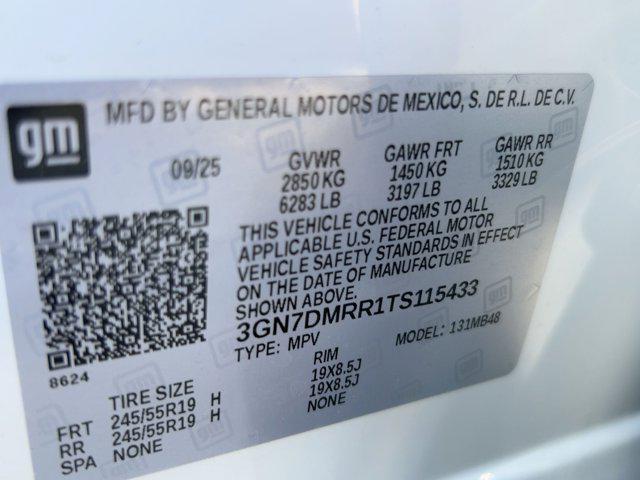 gm
MFD BY GENERAL MOTORS DE MEXICO, S. DE R.L. DE C.V.
09/25 GVWR GAWR FRT GAWR RR
2850 KG 1450 KG 1510 KG
6283 LB 3197 LB 3329 LB
THIS VEHICLE CONFORMS TO ALL
APPLICABLE U.S. FEDERAL MOTOR
VEHICLE SAFETY STANDARDS IN EFFECT
ON THE DATE OF MANUFACTURE
SHOWN ABOVE.
3GN7DMRR1TS115433
TYPE: MPV MODEL: 131MB48
8624
TIRE SIZE RIM
FRT 245/55R19 H 19X8.5J
RR 245/55R19 H 19X8.5J
SPA NONE NONE